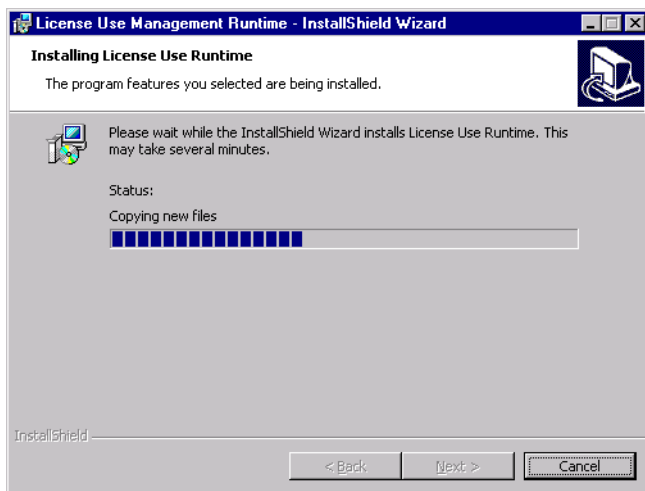 License Use Management Runtime - InstallShield Wizard
Installing License Use Runtime
The program features you selected are being installed.
Please wait while the InstallShield Wizard installs License Use Runtime. This
may take several minutes.
Status:
Copying new files
InstallShield
< Back
Next >
Cancel